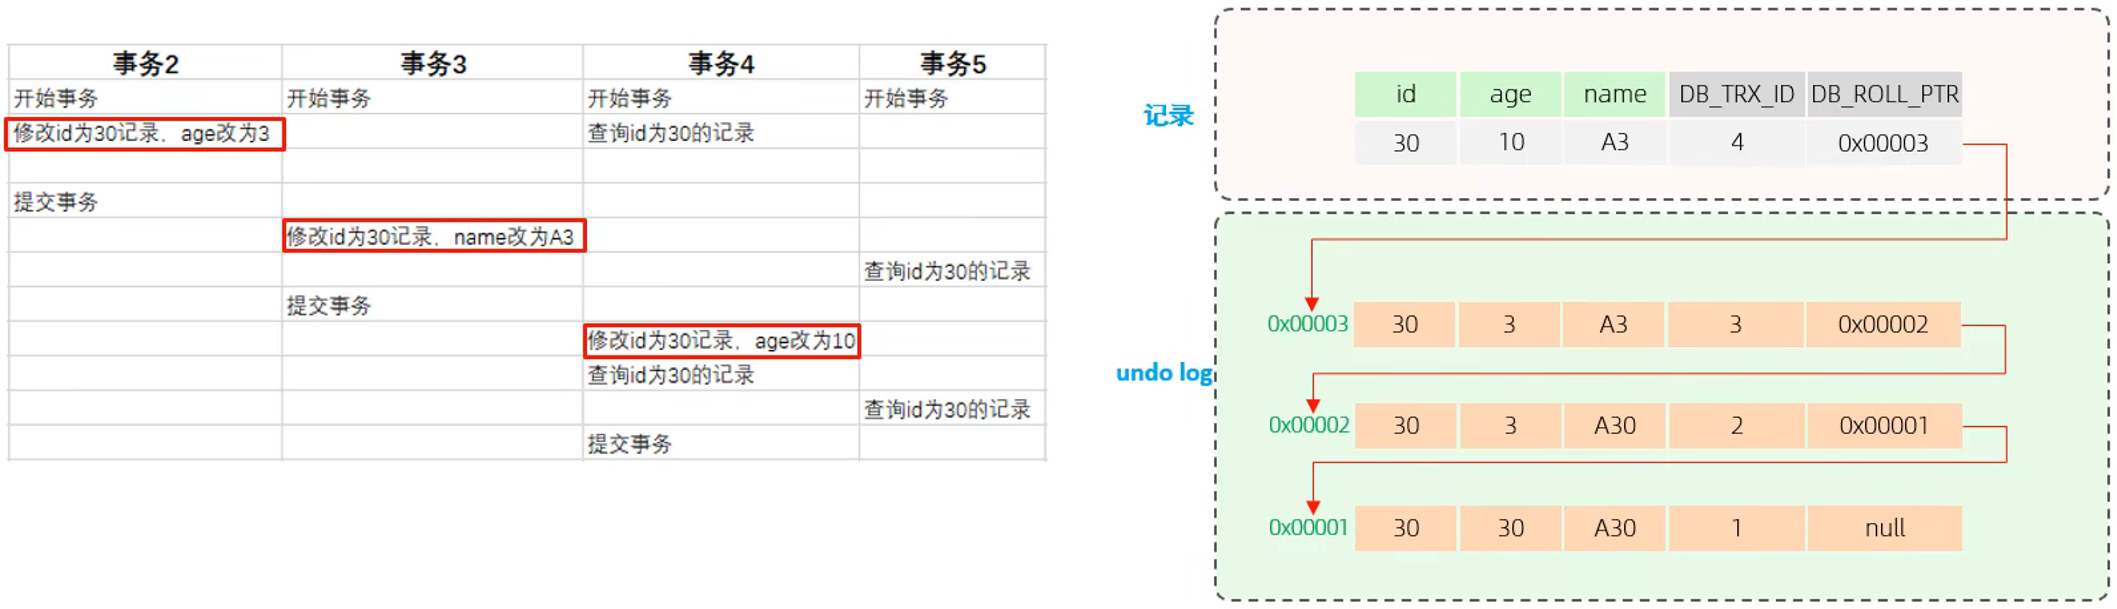 事务2 事务3 事务4 事务5
开始事务 开始事务 开始事务 开始事务
修改id为30记录，age改为3 查询id为30的记录
提交事务
修改id为30记录，name改为A3
查询id为30的记录
提交事务
修改id为30记录，age改为10
查询id为30的记录
查询id为30的记录
提交事务
记录
id age name DB_TRX_ID DB_ROLL_PTR
30 10 A3 4 0x00003
undo log
0x00003 30 3 A3 3 0x00002
0x00002 30 3 A30 2 0x00001
0x00001 30 30 A30 1 null